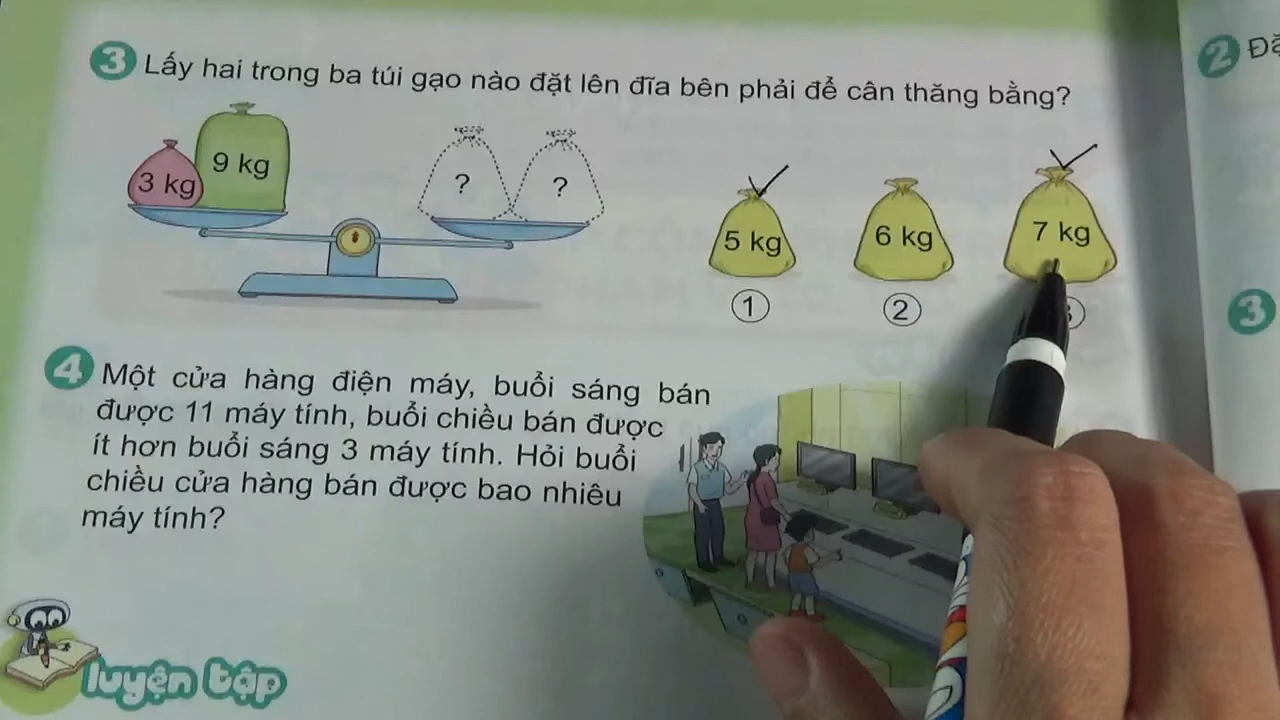 3 Lấy hai trong ba túi gạo nào đặt lên đĩa bên phải để cân thăng bằng?
3 kg
9 kg
?
?
5 kg
6 kg
7 kg
1
2
4 Một cửa hàng điện máy, buổi sáng bán
được 11 máy tính, buổi chiều bán được
ít hơn buổi sáng 3 máy tính. Hỏi buổi
chiều cửa hàng bán được bao nhiêu
máy tính?
luyện tập
2
3